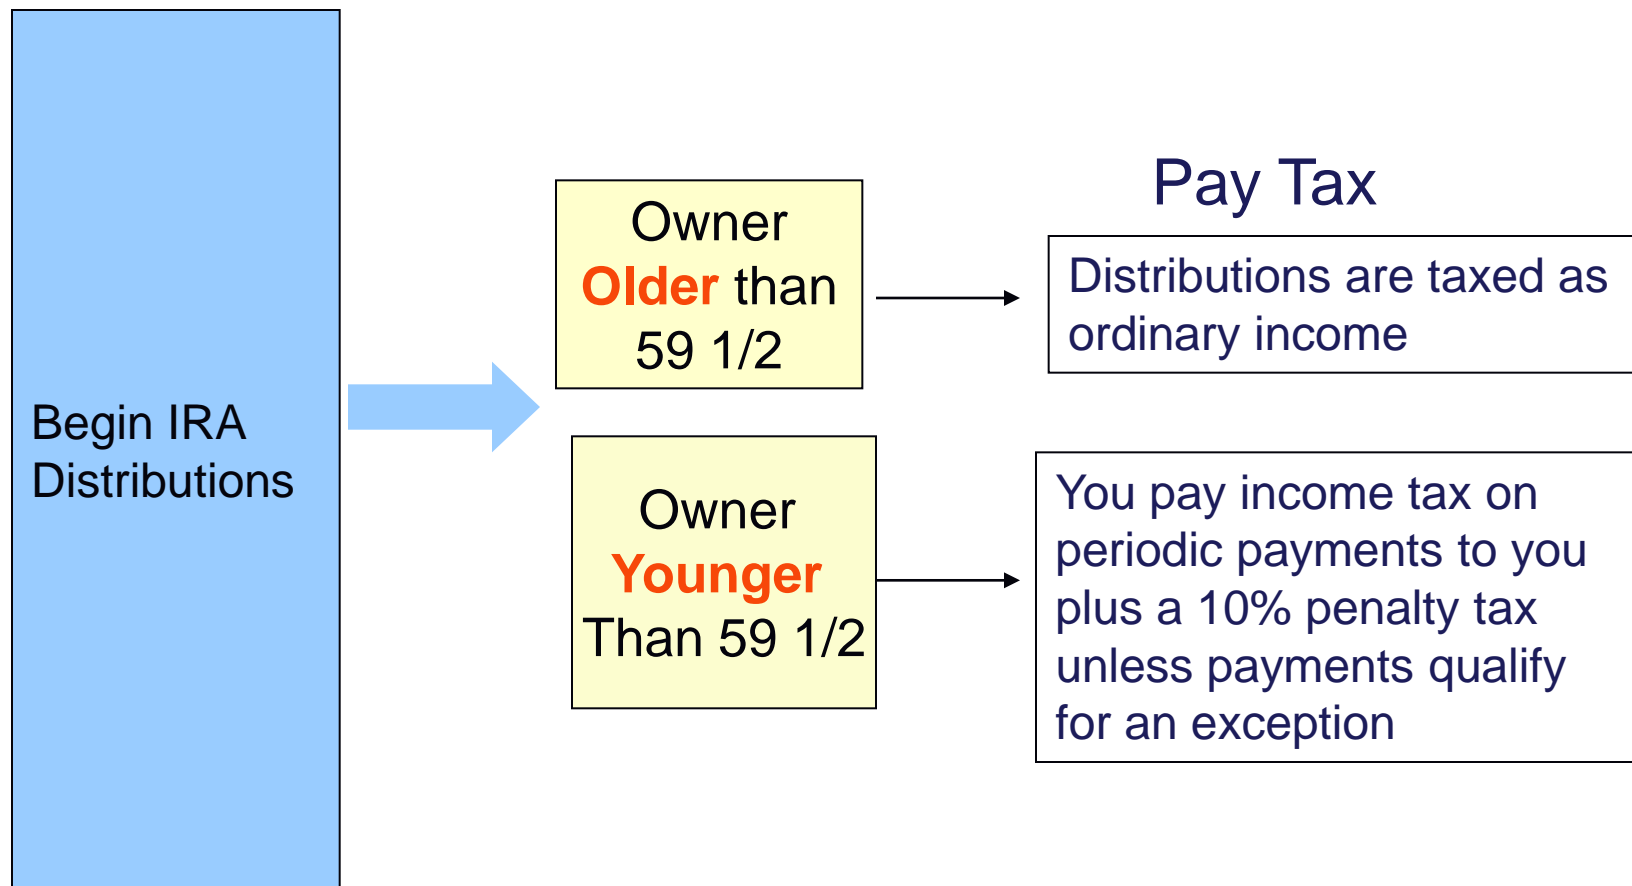 Begin IRA
Distributions
Owner
Older than
59 1/2
Owner
Younger
Than 59 1/2
Pay Tax
Distributions are taxed as
ordinary income
You pay income tax on
periodic payments to you
plus a 10% penalty tax
unless payments qualify
for an exception